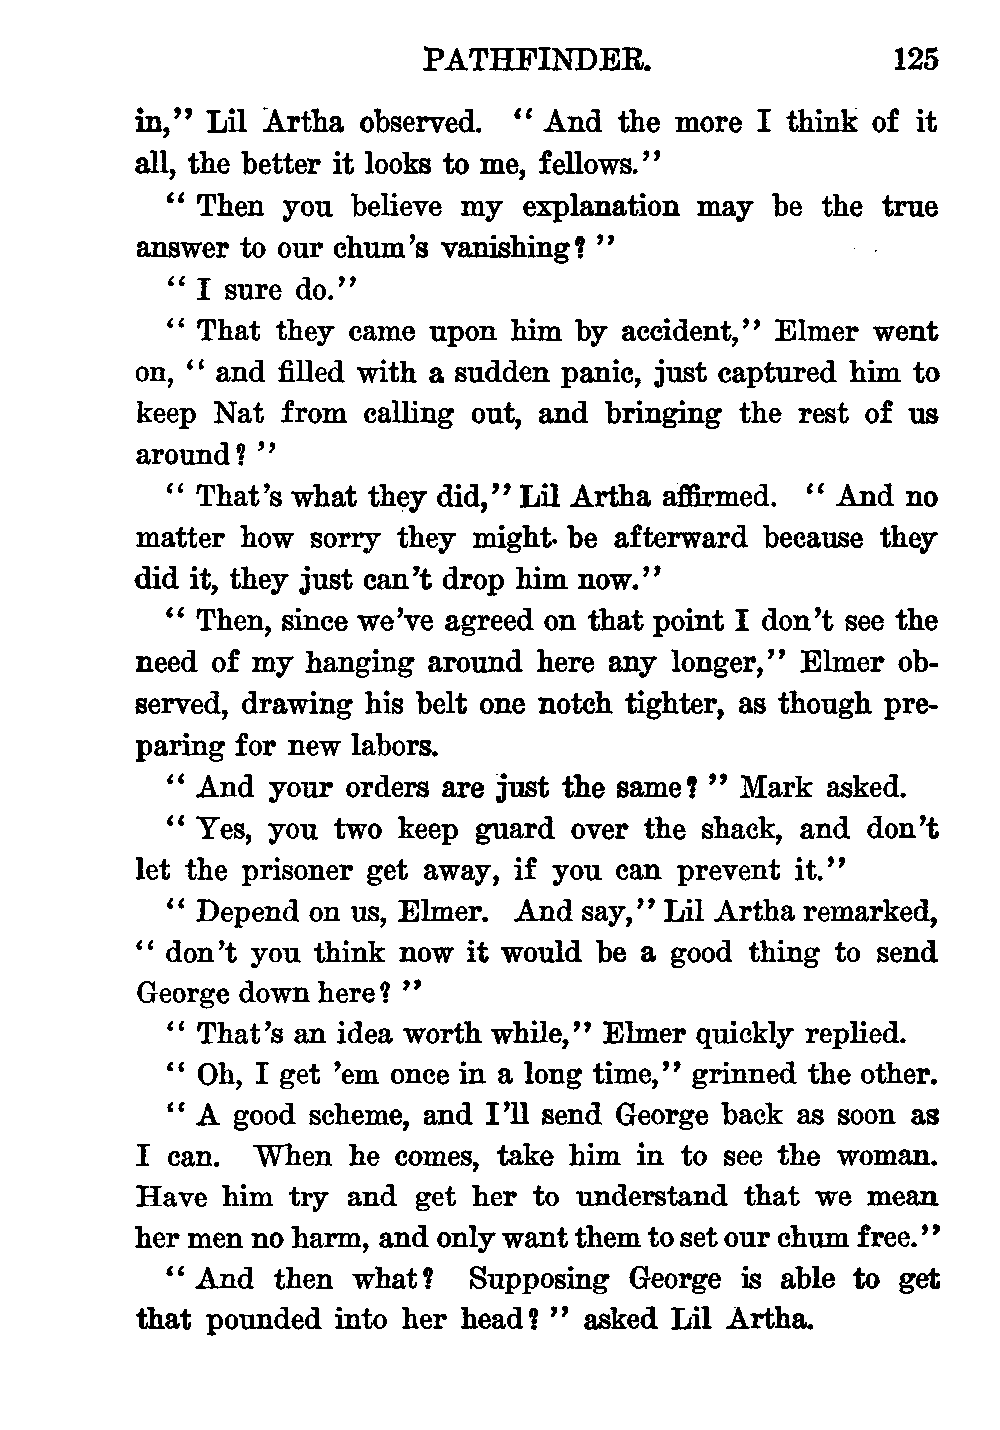 PATHFINDER. 125
in," Lil Artha observed. "And the more I think of it
all, the better it looks to me, fellows."
"Then you believe my explanation may be the true
answer to our chum's vanishing?"
"I sure do."
"That they came upon him by accident," Elmer went
on, "and filled with a sudden panic, just captured him to
keep Nat from calling out, and bringing the rest of us
around?"
"That's what they did," Lil Artha affirmed. "And no
matter how sorry they might be afterward because they
did it, they just can't drop him now."
"Then, since we've agreed on that point I don't see the
need of my hanging around here any longer," Elmer ob-
served, drawing his belt one notch tighter, as though pre-
paring for new labors.
"And your orders are just the same?" Mark asked.
"Yes, you two keep guard over the shack, and don't
let the prisoner get away, if you can prevent it."
"Depend on us, Elmer. And say," Lil Artha remarked,
"don't you think now it would be a good thing to send
George down here?"
"That's an idea worth while," Elmer quickly replied.
"Oh, I get 'em once in a long time," grinned the other.
"A good scheme, and I'll send George back as soon as
I can. When he comes, take him in to see the woman.
Have him try and get her to understand that we mean
her men no harm, and only want them to set our chum free."
"And then what? Supposing George is able to get
that pounded into her head?" asked Lil Artha.